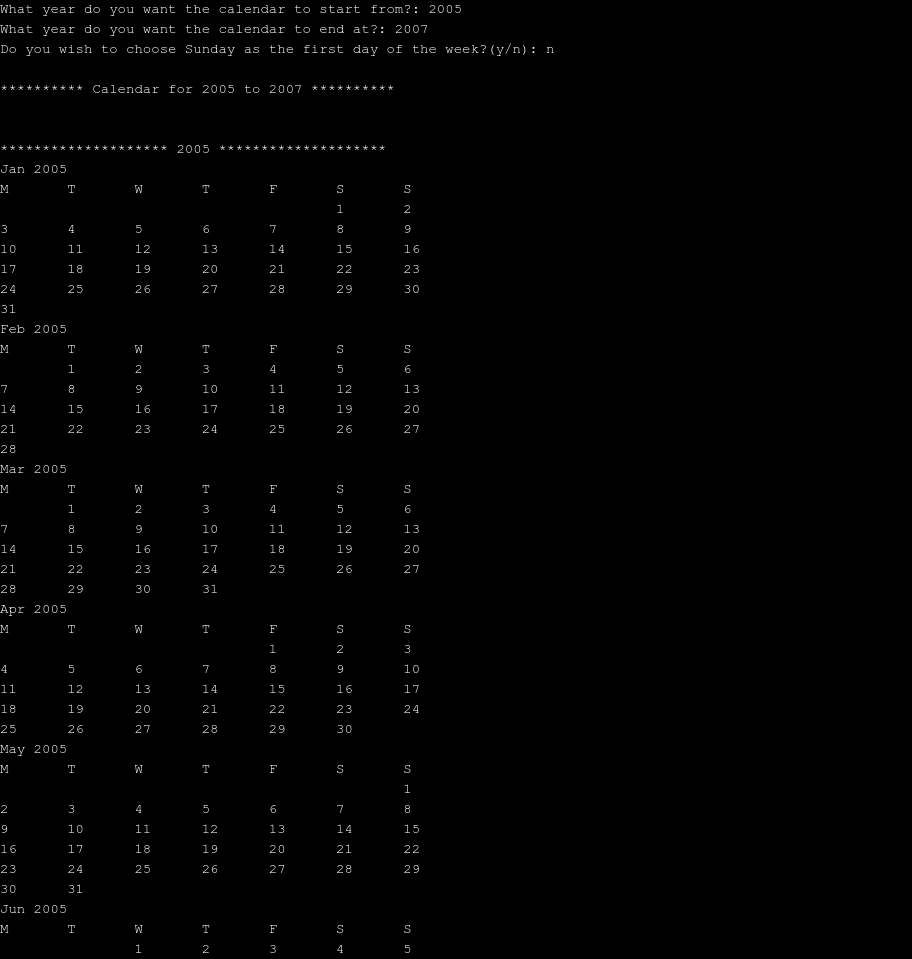 What year do you want the calendar to start from?: 2005
What year do you want the calendar to end at?: 2007
Do you wish to choose Sunday as the first day of the week?(y/n): n
********** Calendar for 2005 to 2007 **********
******************** 2005 ********************
Jan 2005
M T W T F S S
1 2
3 4 5 6 7 8 9
10 11 12 13 14 15 16
17 18 19 20 21 22 23
24 25 26 27 28 29 30
31
Feb 2005
M T W T F S S
1 2 3 4 5 6
7 8 9 10 11 12 13
14 15 16 17 18 19 20
21 22 23 24 25 26 27
28
Mar 2005
M T W T F S S
1 2 3 4 5 6
7 8 9 10 11 12 13
14 15 16 17 18 19 20
21 22 23 24 25 26 27
28 29 30 31
Apr 2005
M T W T F S S
1 2 3
4 5 6 7 8 9 10
11 12 13 14 15 16 17
18 19 20 21 22 23 24
25 26 27 28 29 30
May 2005
M T W T F S S
1
2 3 4 5 6 7 8
9 10 11 12 13 14 15
16 17 18 19 20 21 22
23 24 25 26 27 28 29
30 31
Jun 2005
M T W T F S S
1 2 3 4 5